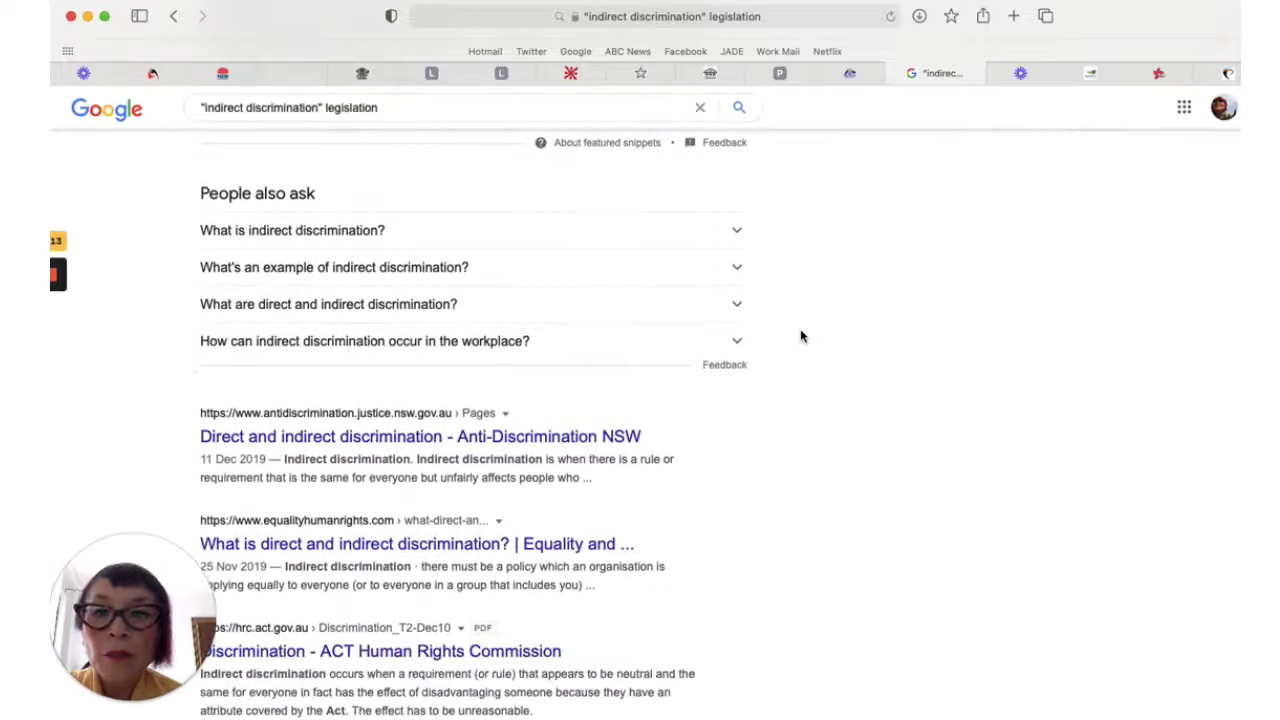 "indirect discrimination" legislation
Hotmail Twitter Google ABC News Facebook JADE Work Mail Netflix
L L P G "indirec...
Google "indirect discrimination" legislation
About featured snippets • Feedback
People also ask
13
What is indirect discrimination?
What's an example of indirect discrimination?
What are direct and indirect discrimination?
How can indirect discrimination occur in the workplace?
Feedback
https://www.antidiscrimination.justice.nsw.gov.au › Pages
Direct and indirect discrimination - Anti-Discrimination NSW
11 Dec 2019 — Indirect discrimination. Indirect discrimination is when there is a rule or
requirement that is the same for everyone but unfairly affects people who ...
https://www.equalityhumanrights.com › what-direct-an...
What is direct and indirect discrimination? | Equality and ...
25 Nov 2019 — Indirect discrimination · there must be a policy which an organisation is
pplying equally to everyone (or to everyone in a group that includes you) ...
ps://hrc.act.gov.au › Discrimination_T2-Dec10 PDF
iscrimination - ACT Human Rights Commission
Indirect discrimination occurs when a requirement (or rule) that appears to be neutral and the
same for everyone in fact has the effect of disadvantaging someone because they have an
attribute covered by the Act. The effect has to be unreasonable.